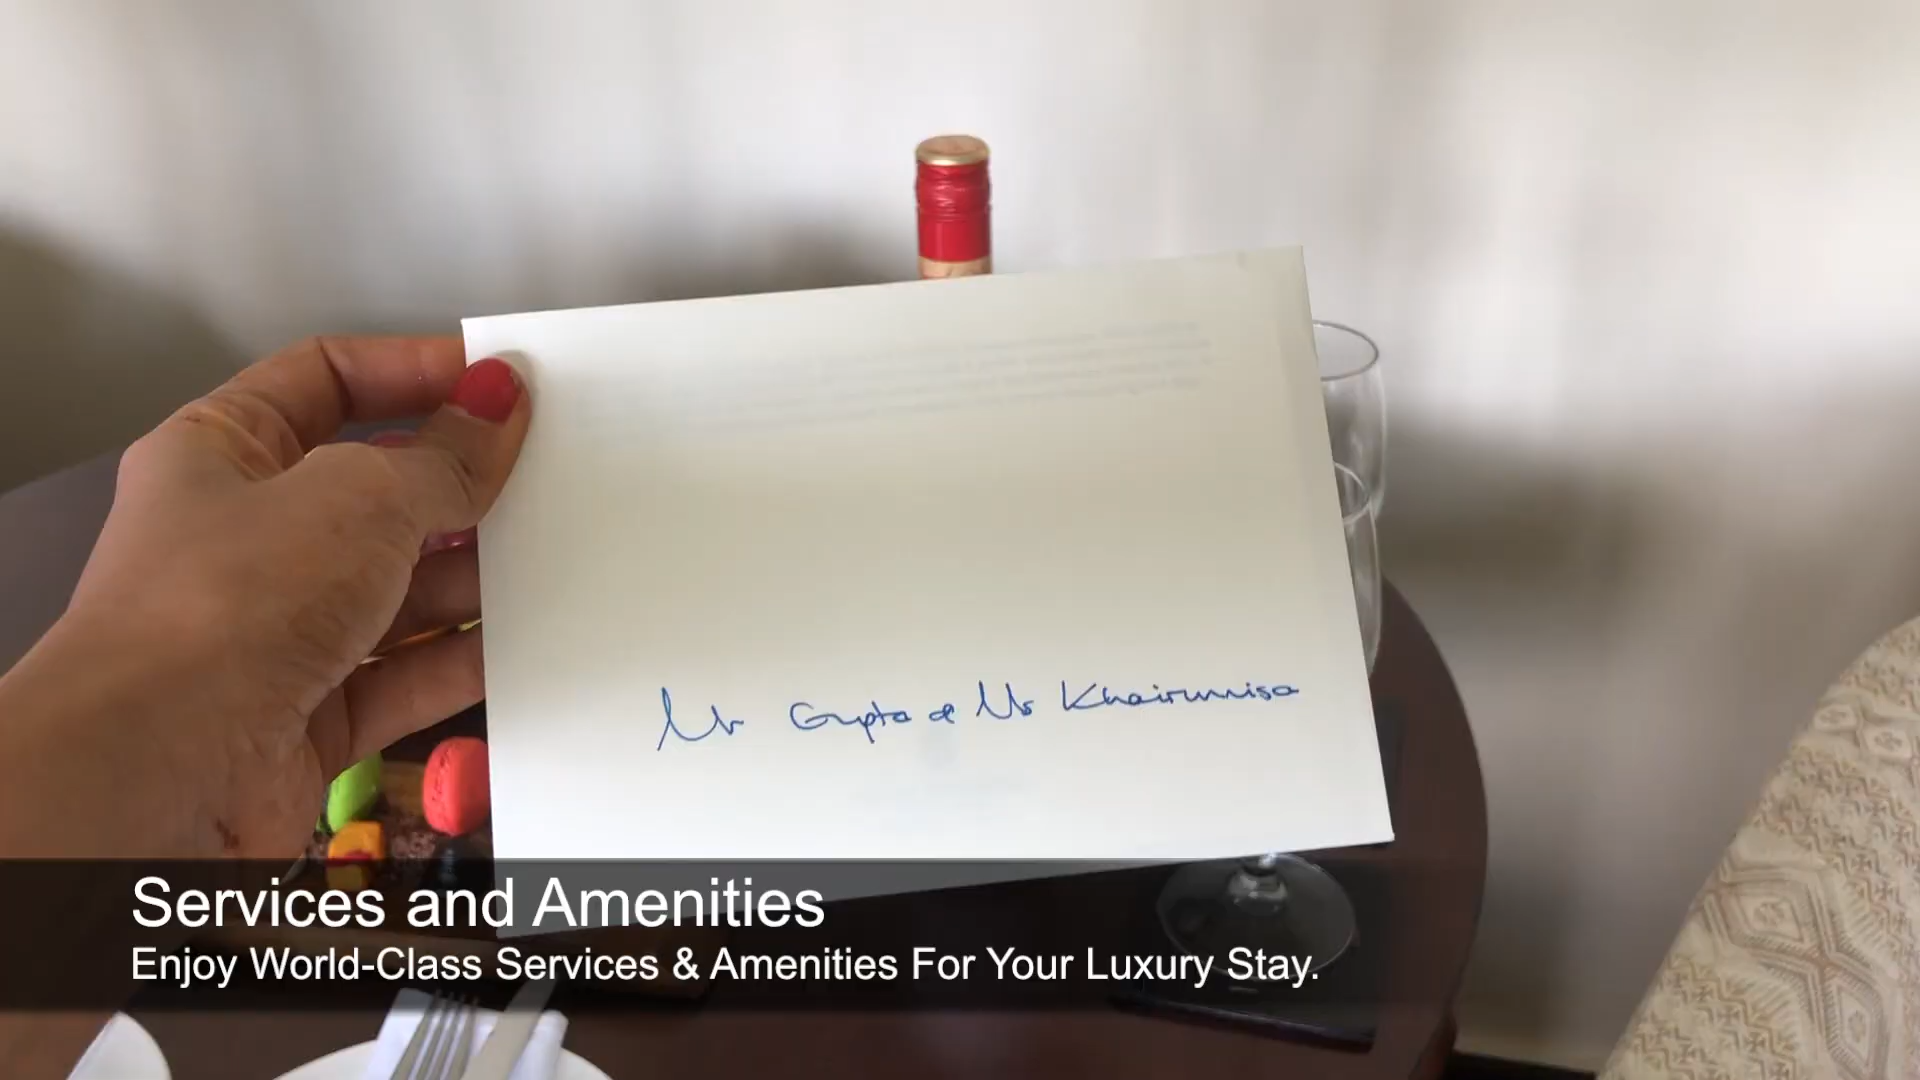 Mr Gupta & Ms Khairunnisa
Services and Amenities
Enjoy World-Class Services & Amenities For Your Luxury Stay.